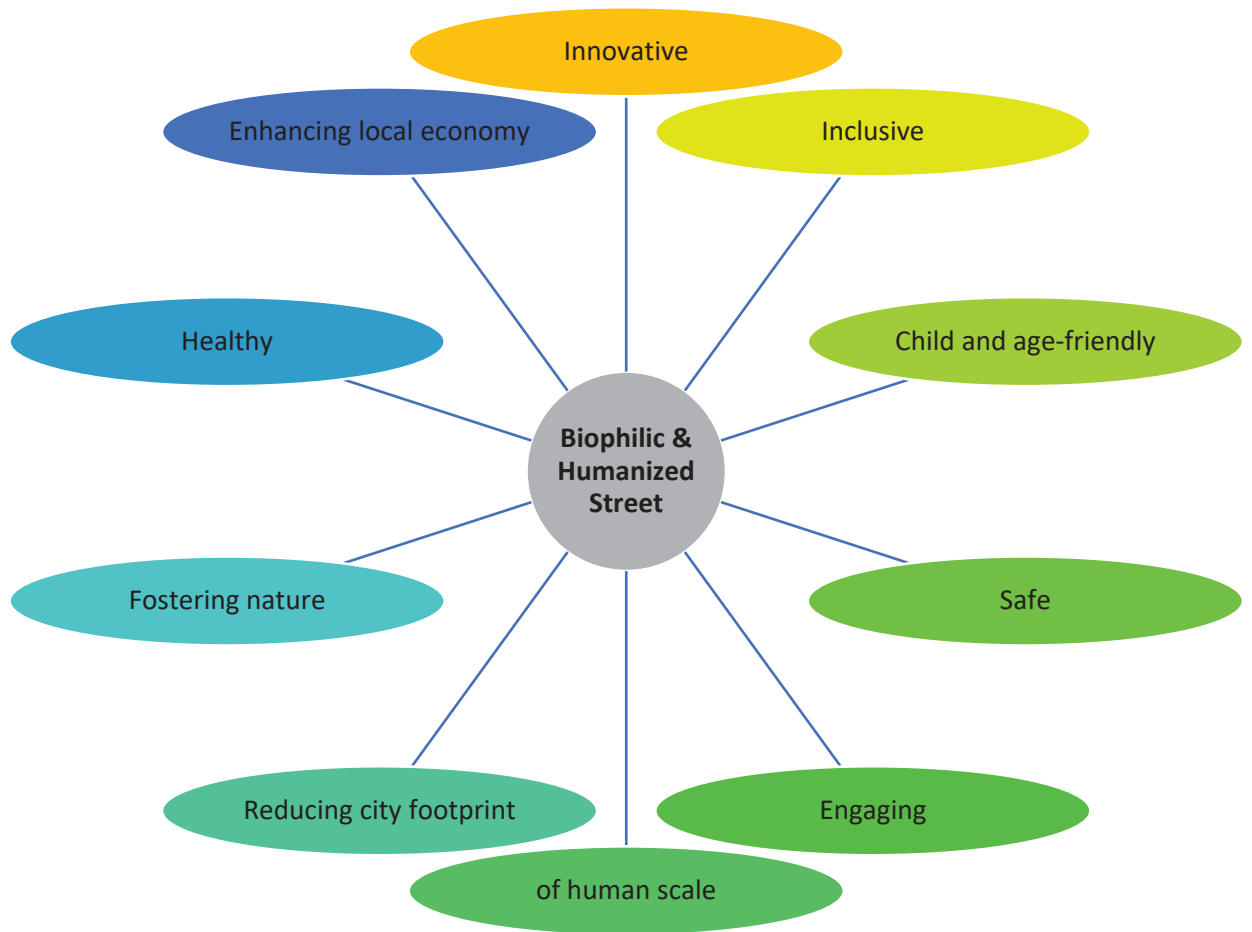 Innovative
Enhancing local economy
Inclusive
Healthy
Child and age-friendly
Biophilic &
Humanized
Street
Fostering nature
Safe
Reducing city footprint
Engaging
of human scale